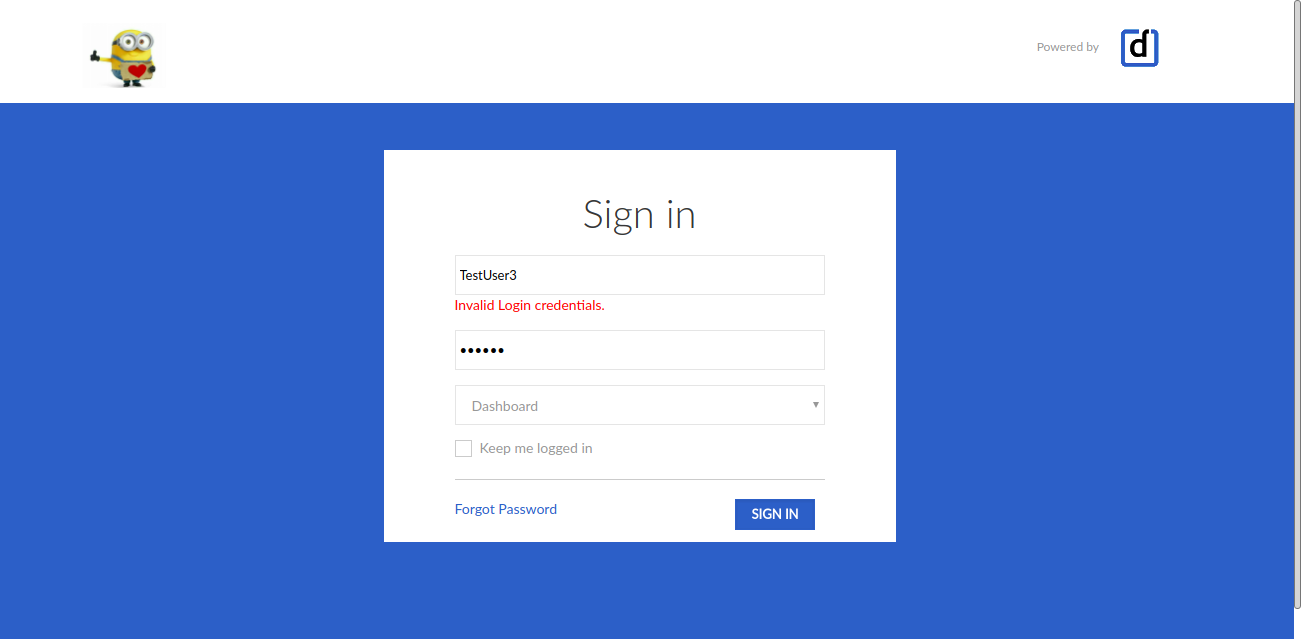 Powered by
d
Sign in
TestUser3
Invalid Login credentials.
••••••
Dashboard
Keep me logged in
Forgot Password
SIGN IN